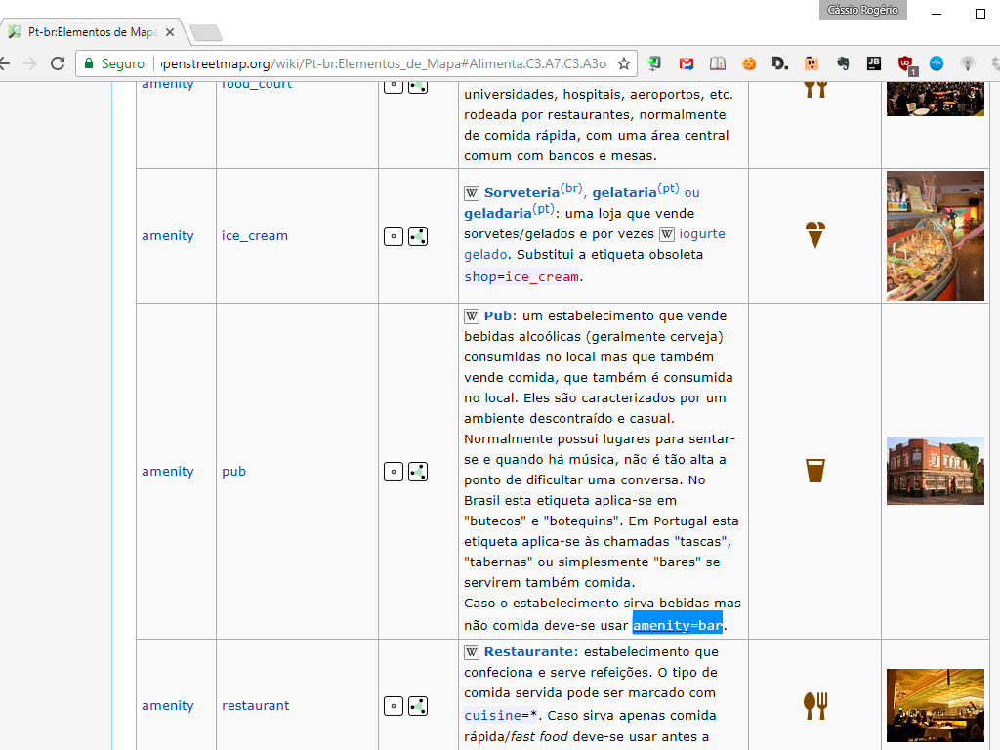 Cássio Rogério
Pt-br:Elementos de Mapa
Seguro
openstreetmap.org/wiki/Pt-br:Elementos_de_Mapa#Alimenta.C3.A7.C3.A3o
1
amenity
food_court
universidades, hospitais, aeroportos, etc.
rodeada por restaurantes, normalmente
de comida rápida, com uma área central
comum com bancos e mesas.
amenity
ice_cream
W Sorveteria(br), gelataria(pt) ou
geladaria(pt): uma loja que vende
sorvetes/gelados e por vezes W iogurte
gelado. Substitui a etiqueta obsoleta
shop=ice_cream.
amenity
pub
W Pub: um estabelecimento que vende
bebidas alcoólicas (geralmente cerveja)
consumidas no local mas que também
vende comida, que também é consumida
no local. Eles são caracterizados por um
ambiente descontraído e casual.
Normalmente possui lugares para sentar-
se e quando há música, não é tão alta a
ponto de dificultar uma conversa. No
Brasil esta etiqueta aplica-se em
"butecos" e "botequins". Em Portugal esta
etiqueta aplica-se às chamadas "tascas",
"tabernas" ou simplesmente "bares" se
servirem também comida.
Caso o estabelecimento sirva bebidas mas
não comida deve-se usar amenity=bar.
amenity
restaurant
W Restaurante: estabelecimento que
confeciona e serve refeições. O tipo de
comida servida pode ser marcado com
cuisine=*. Caso sirva apenas comida
rápida/fast food deve-se usar antes a